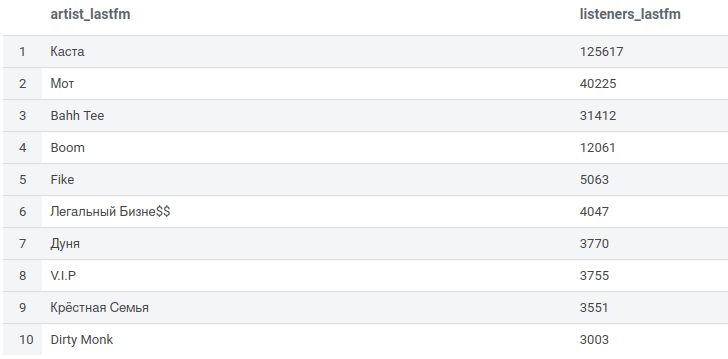 artist_lastfm listeners_lastfm
1 Каста 125617
2 Мот 40225
3 Bahh Tee 31412
4 Boom 12061
5 Fike 5063
6 Легальный Бизне$$ 4047
7 Дуня 3770
8 V.I.P 3755
9 Крёстная Семья 3551
10 Dirty Monk 3003